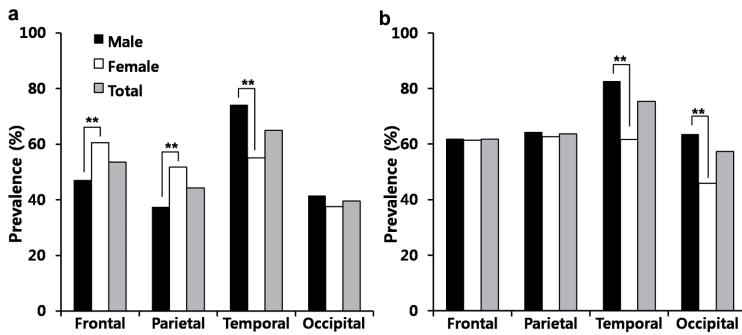 a
Prevalence (%)
100
80
60
40
20
0
Male
Female
Total
**
**
**
Frontal Parietal Temporal Occipital
b
Prevalence (%)
100
80
60
40
20
0
**
**
Frontal Parietal Temporal Occipital